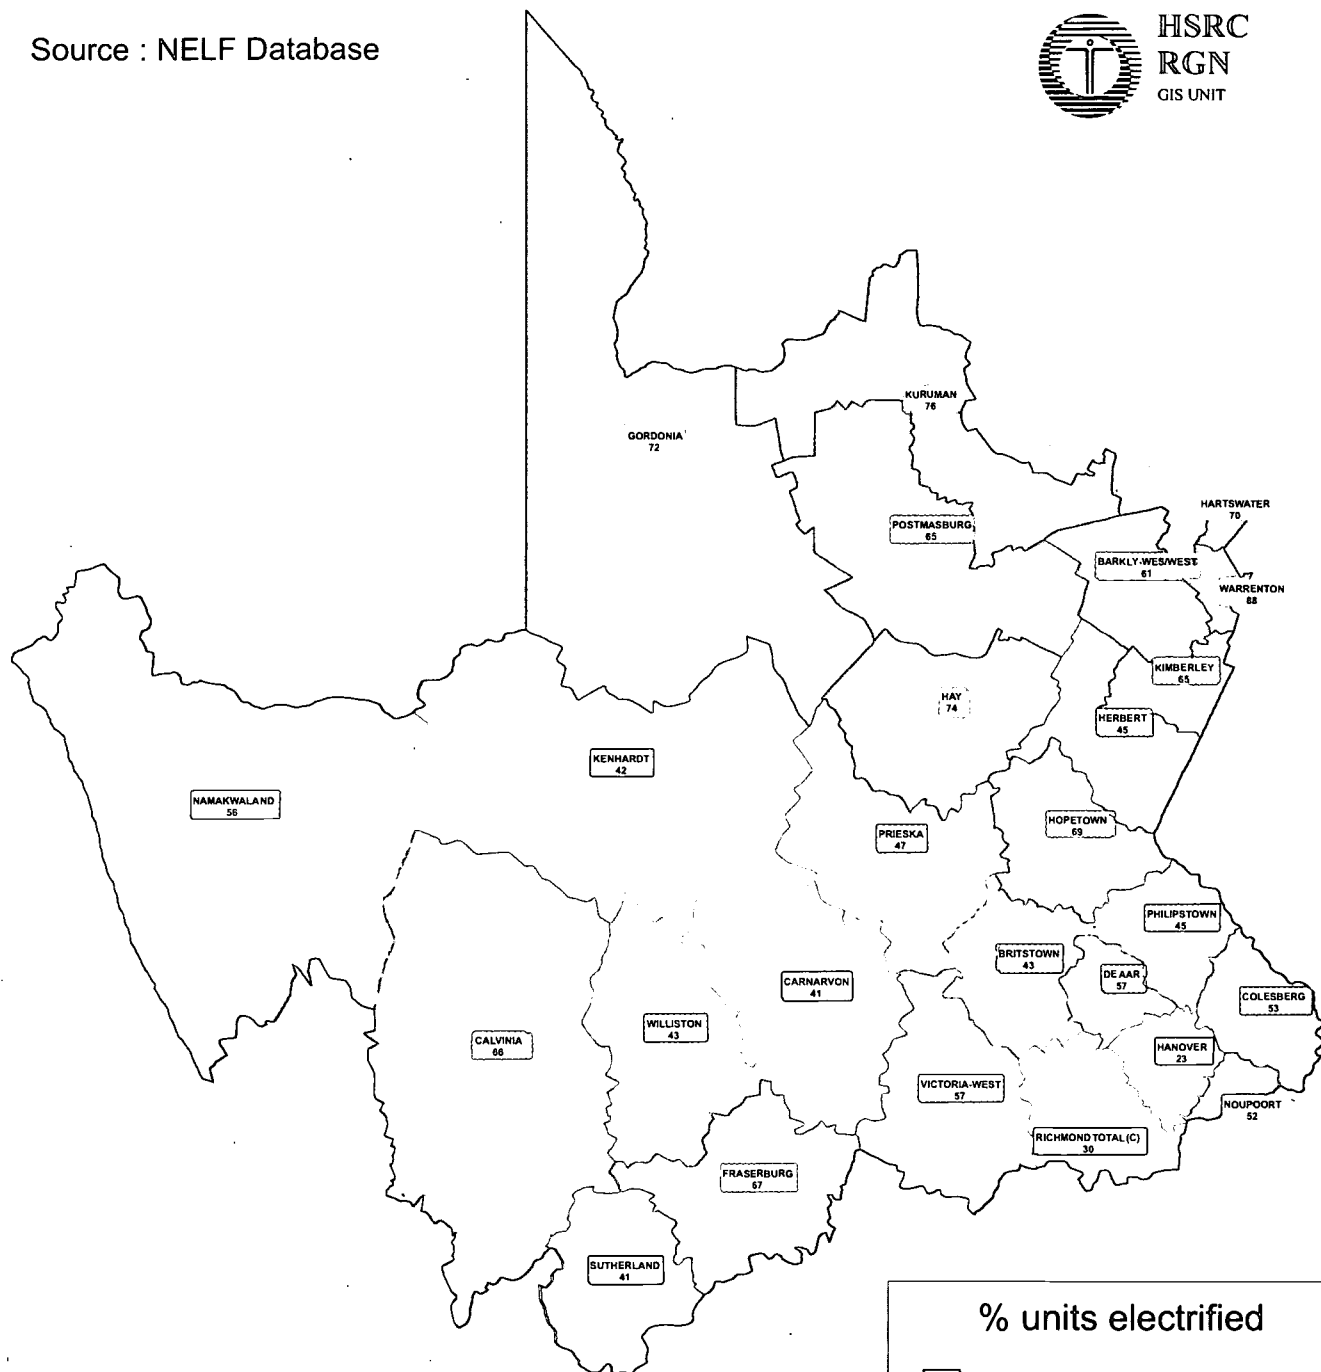 Source : NELF Database
HSRC
RGN
GIS UNIT
KURUMAN
76
GORDONIA
72
HARTSWATER
70
POSTMASBURG
65
BARKLY-WES/WEST
61
WARRENTON
88
KIMBERLEY
65
HAY
74
HERBERT
45
KENHARDT
42
NAMAKWALAND
56
HOPETOWN
69
PRIESKA
47
PHILIPSTOWN
45
BRITSTOWN
43
DE AAR
57
CARNARVON
41
COLESBERG
53
WILLISTON
43
CALVINIA
66
HANOVER
23
VICTORIA-WEST
57
NOUPOORT
52
RICHMOND TOTAL (C)
30
FRASERBURG
67
SUTHERLAND
41
% units electrified